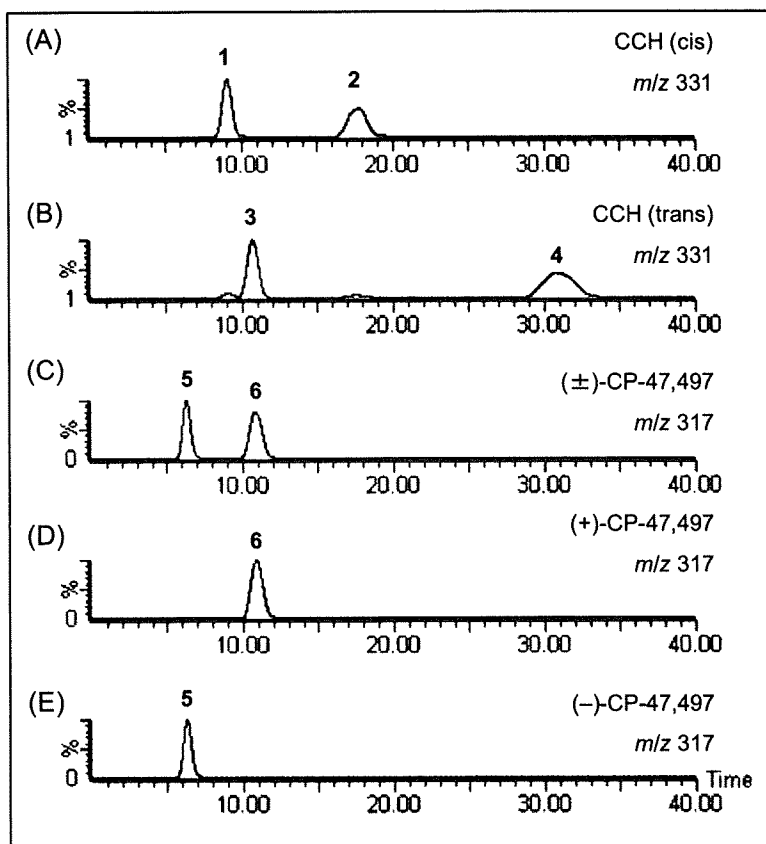 (A) 1 2 CCH (cis)
m/z 331
%
1
10.00 20.00 30.00 40.00
(B) 3 4 CCH (trans)
m/z 331
%
1
10.00 20.00 30.00 40.00
(C) 5 6 (±)-CP-47,497
m/z 317
%
0
10.00 20.00 30.00 40.00
(D) 6 (+)-CP-47,497
m/z 317
%
0
10.00 20.00 30.00 40.00
(E) 5 (–)-CP-47,497
m/z 317
%
0 Time
10.00 20.00 30.00 40.00